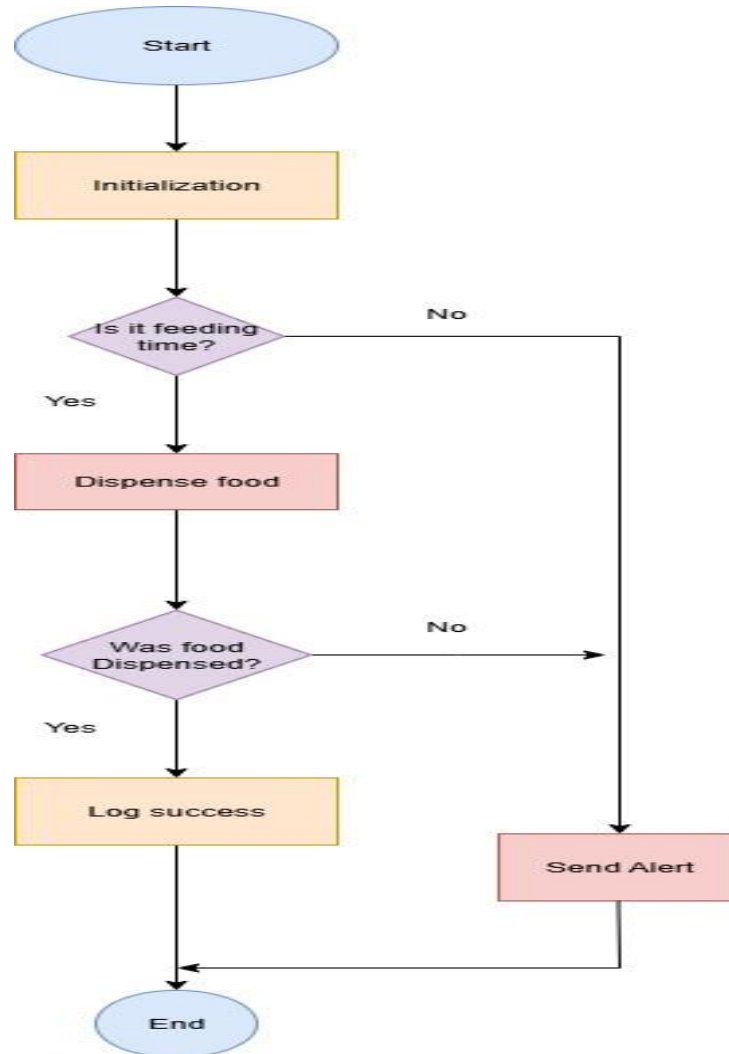 Start
Initialization
Is it feeding
time?
No
Yes
Dispense food
Was food
Dispensed?
No
Yes
Log success
Send Alert
End